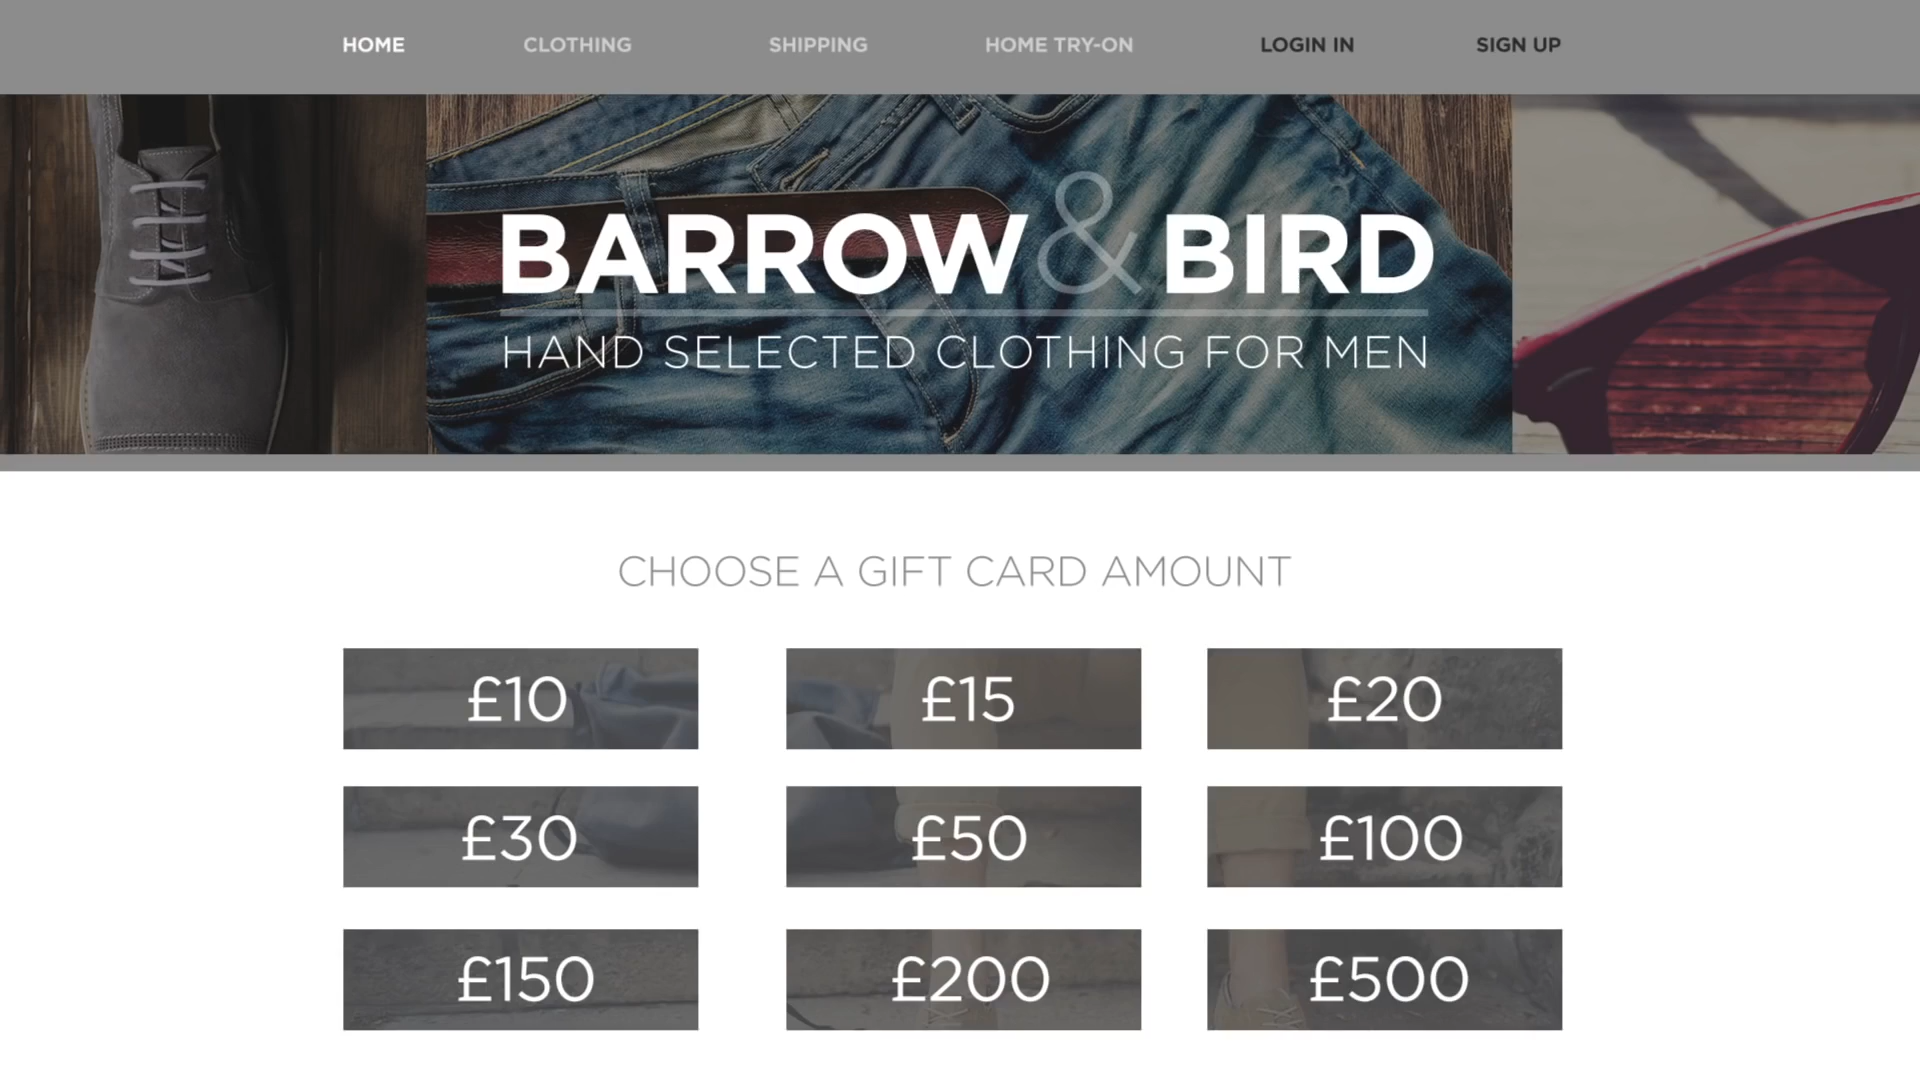 HOME CLOTHING SHIPPING HOME TRY-ON LOGIN IN SIGN UP
BARROW & BIRD
HAND SELECTED CLOTHING FOR MEN
CHOOSE A GIFT CARD AMOUNT
£10 £15 £20
£30 £50 £100
£150 £200 £500